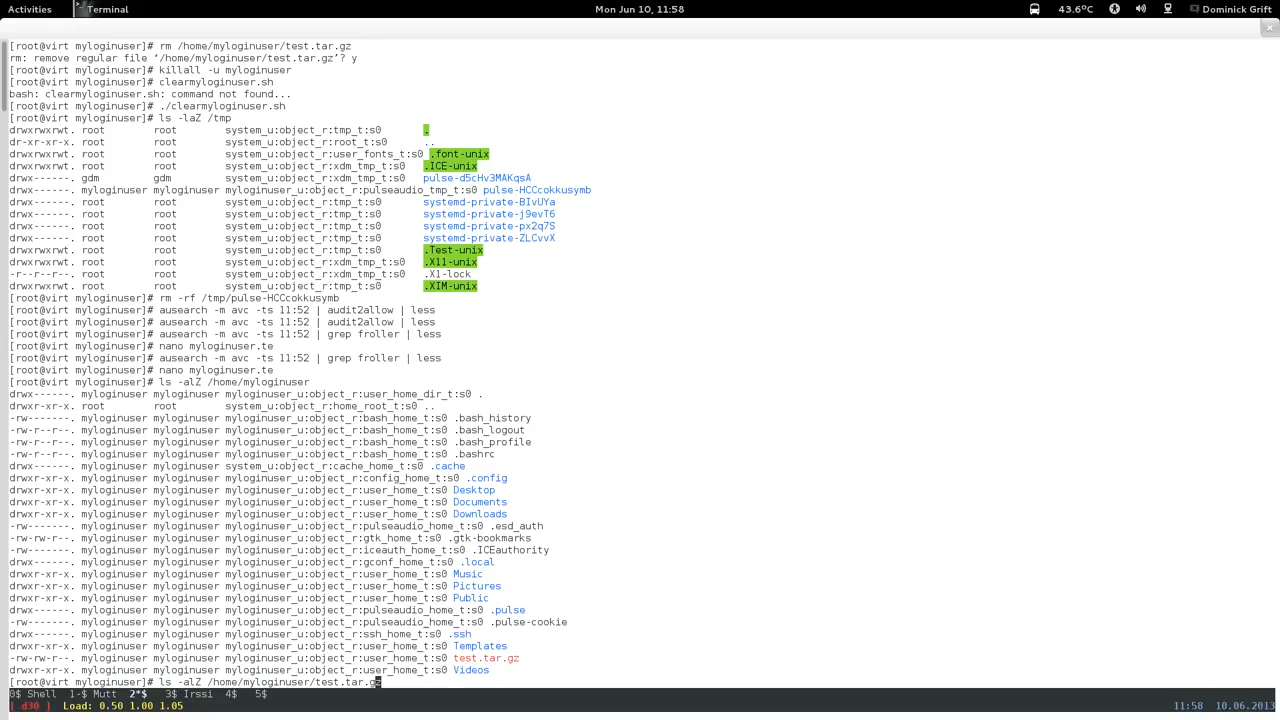 Activities Terminal Mon Jun 10, 11:58 43.6°C Dominick Grift
[root@virt myloginuser]# rm /home/myloginuser/test.tar.gz
rm: remove regular file ‘/home/myloginuser/test.tar.gz’? y
[root@virt myloginuser]# killall -u myloginuser
[root@virt myloginuser]# clearmyloginuser.sh
bash: clearmyloginuser.sh: command not found...
[root@virt myloginuser]# ./clearmyloginuser.sh
[root@virt myloginuser]# ls -laZ /tmp
drwxrwxrwt. root root system_u:object_r:tmp_t:s0 .
dr-xr-xr-x. root root system_u:object_r:root_t:s0 ..
drwxrwxrwt. root root system_u:object_r:user_fonts_t:s0 .font-unix
drwxrwxrwt. root root system_u:object_r:xdm_tmp_t:s0 .ICE-unix
drwx------. gdm gdm system_u:object_r:xdm_tmp_t:s0 pulse-d5cHv3MAKqsA
drwx------. myloginuser myloginuser myloginuser_u:object_r:pulseaudio_tmp_t:s0 pulse-HCCcokkusymb
drwx------. root root system_u:object_r:tmp_t:s0 systemd-private-BIvUYa
drwx------. root root system_u:object_r:tmp_t:s0 systemd-private-j9evT6
drwx------. root root system_u:object_r:tmp_t:s0 systemd-private-px2q7S
drwx------. root root system_u:object_r:tmp_t:s0 systemd-private-ZLCvvX
drwxrwxrwt. root root system_u:object_r:tmp_t:s0 .Test-unix
drwxrwxrwt. root root system_u:object_r:xdm_tmp_t:s0 .X11-unix
-r--r--r--. root root system_u:object_r:xdm_tmp_t:s0 .X1-lock
drwxrwxrwt. root root system_u:object_r:xdm_tmp_t:s0 .XIM-unix
[root@virt myloginuser]# rm -rf /tmp/pulse-HCCcokkusymb
[root@virt myloginuser]# ausearch -m avc -ts 11:52 | audit2allow | less
[root@virt myloginuser]# ausearch -m avc -ts 11:52 | audit2allow | less
[root@virt myloginuser]# ausearch -m avc -ts 11:52 | grep froller | less
[root@virt myloginuser]# nano myloginuser.te
[root@virt myloginuser]# ausearch -m avc -ts 11:52 | grep froller | less
[root@virt myloginuser]# nano myloginuser.te
[root@virt myloginuser]# ls -alZ /home/myloginuser
drwx------. myloginuser myloginuser myloginuser_u:object_r:user_home_dir_t:s0 .
drwxr-xr-x. root root system_u:object_r:home_root_t:s0 ..
-rw-------. myloginuser myloginuser myloginuser_u:object_r:bash_home_t:s0 .bash_history
-rw-r--r--. myloginuser myloginuser myloginuser_u:object_r:bash_home_t:s0 .bash_logout
-rw-r--r--. myloginuser myloginuser myloginuser_u:object_r:bash_home_t:s0 .bash_profile
-rw-r--r--. myloginuser myloginuser myloginuser_u:object_r:bash_home_t:s0 .bashrc
drwx------. myloginuser myloginuser system_u:object_r:cache_home_t:s0 .cache
drwxr-xr-x. myloginuser myloginuser myloginuser_u:object_r:config_home_t:s0 .config
drwxr-xr-x. myloginuser myloginuser myloginuser_u:object_r:user_home_t:s0 Desktop
drwxr-xr-x. myloginuser myloginuser myloginuser_u:object_r:user_home_t:s0 Documents
drwxr-xr-x. myloginuser myloginuser myloginuser_u:object_r:user_home_t:s0 Downloads
-rw-------. myloginuser myloginuser myloginuser_u:object_r:pulseaudio_home_t:s0 .esd_auth
-rw-rw-r--. myloginuser myloginuser myloginuser_u:object_r:gtk_home_t:s0 .gtk-bookmarks
-rw-------. myloginuser myloginuser myloginuser_u:object_r:iceauth_home_t:s0 .ICEauthority
drwx------. myloginuser myloginuser myloginuser_u:object_r:gconf_home_t:s0 .local
drwxr-xr-x. myloginuser myloginuser myloginuser_u:object_r:user_home_t:s0 Music
drwxr-xr-x. myloginuser myloginuser myloginuser_u:object_r:user_home_t:s0 Pictures
drwxr-xr-x. myloginuser myloginuser myloginuser_u:object_r:user_home_t:s0 Public
drwx------. myloginuser myloginuser myloginuser_u:object_r:pulseaudio_home_t:s0 .pulse
-rw-------. myloginuser myloginuser myloginuser_u:object_r:pulseaudio_home_t:s0 .pulse-cookie
drwx------. myloginuser myloginuser myloginuser_u:object_r:ssh_home_t:s0 .ssh
drwxr-xr-x. myloginuser myloginuser myloginuser_u:object_r:user_home_t:s0 Templates
-rw-rw-r--. myloginuser myloginuser myloginuser_u:object_r:user_home_t:s0 test.tar.gz
drwxr-xr-x. myloginuser myloginuser myloginuser_u:object_r:user_home_t:s0 Videos
[root@virt myloginuser]# ls -alZ /home/myloginuser/test.tar.gz
0$ Shell 1-$ Mutt 2*$ 3$ Irssi 4$ 5$
[ d30 ] Load: 0.50 1.00 1.05 11:58 10.06.2013